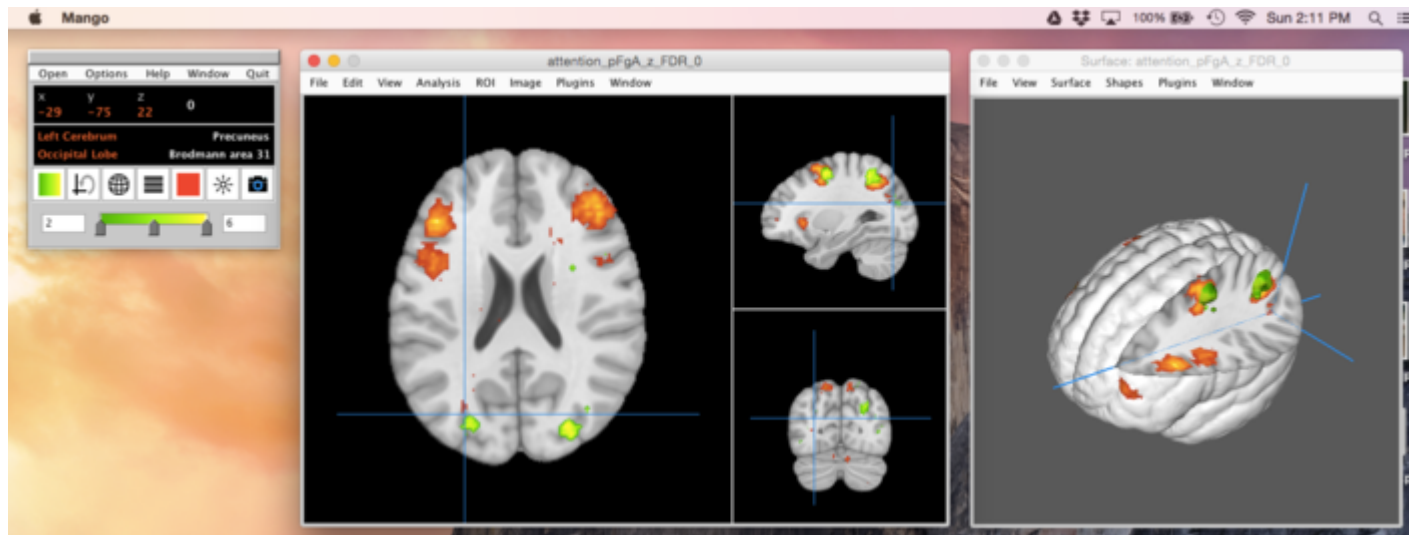 Mango 100% Sun 2:11 PM
Open Options Help Window Quit
x y z 0
-29 -75 22
Left Cerebrum Precuneus
Occipital Lobe Brodmann area 31
2 6
attention_pFgA_z_FDR_0
File Edit View Analysis ROI Image Plugins Window
Surface: attention_pFgA_z_FDR_0
File View Surface Shapes Plugins Window